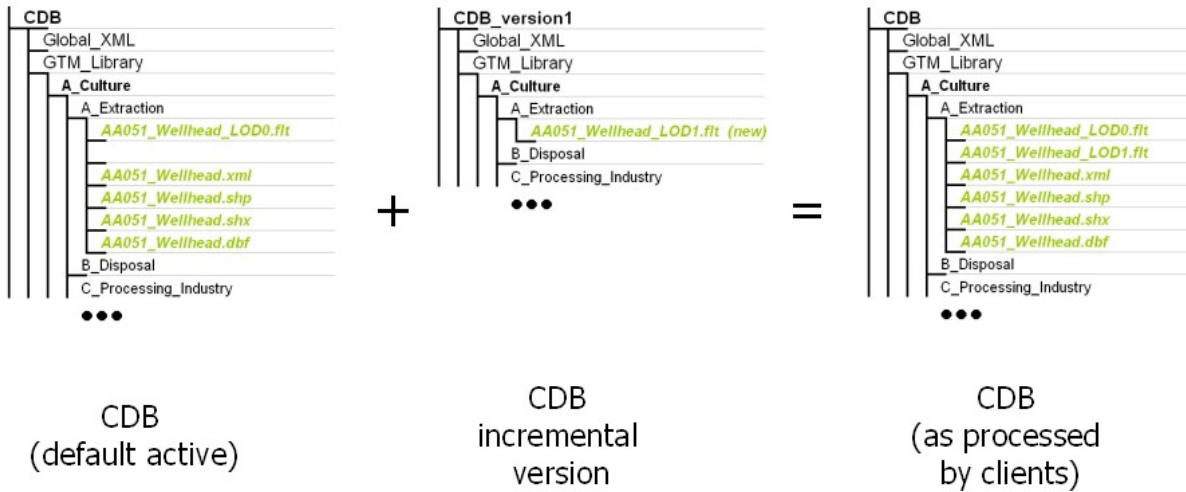 CDB
Global_XML
GTM_Library
A_Culture
A_Extraction
AA051_Wellhead_LOD0.flt
AA051_Wellhead.xml
AA051_Wellhead.shp
AA051_Wellhead.shx
AA051_Wellhead.dbf
B_Disposal
C_Processing_Industry
●●●
+
CDB_version1
Global_XML
GTM_Library
A_Culture
A_Extraction
AA051_Wellhead_LOD1.flt (new)
B_Disposal
C_Processing_Industry
●●●
=
CDB
Global_XML
GTM_Library
A_Culture
A_Extraction
AA051_Wellhead_LOD0.flt
AA051_Wellhead_LOD1.flt
AA051_Wellhead.xml
AA051_Wellhead.shp
AA051_Wellhead.shx
AA051_Wellhead.dbf
B_Disposal
C_Processing_Industry
●●●
CDB
(default active)
CDB
incremental
version
CDB
(as processed
by clients)